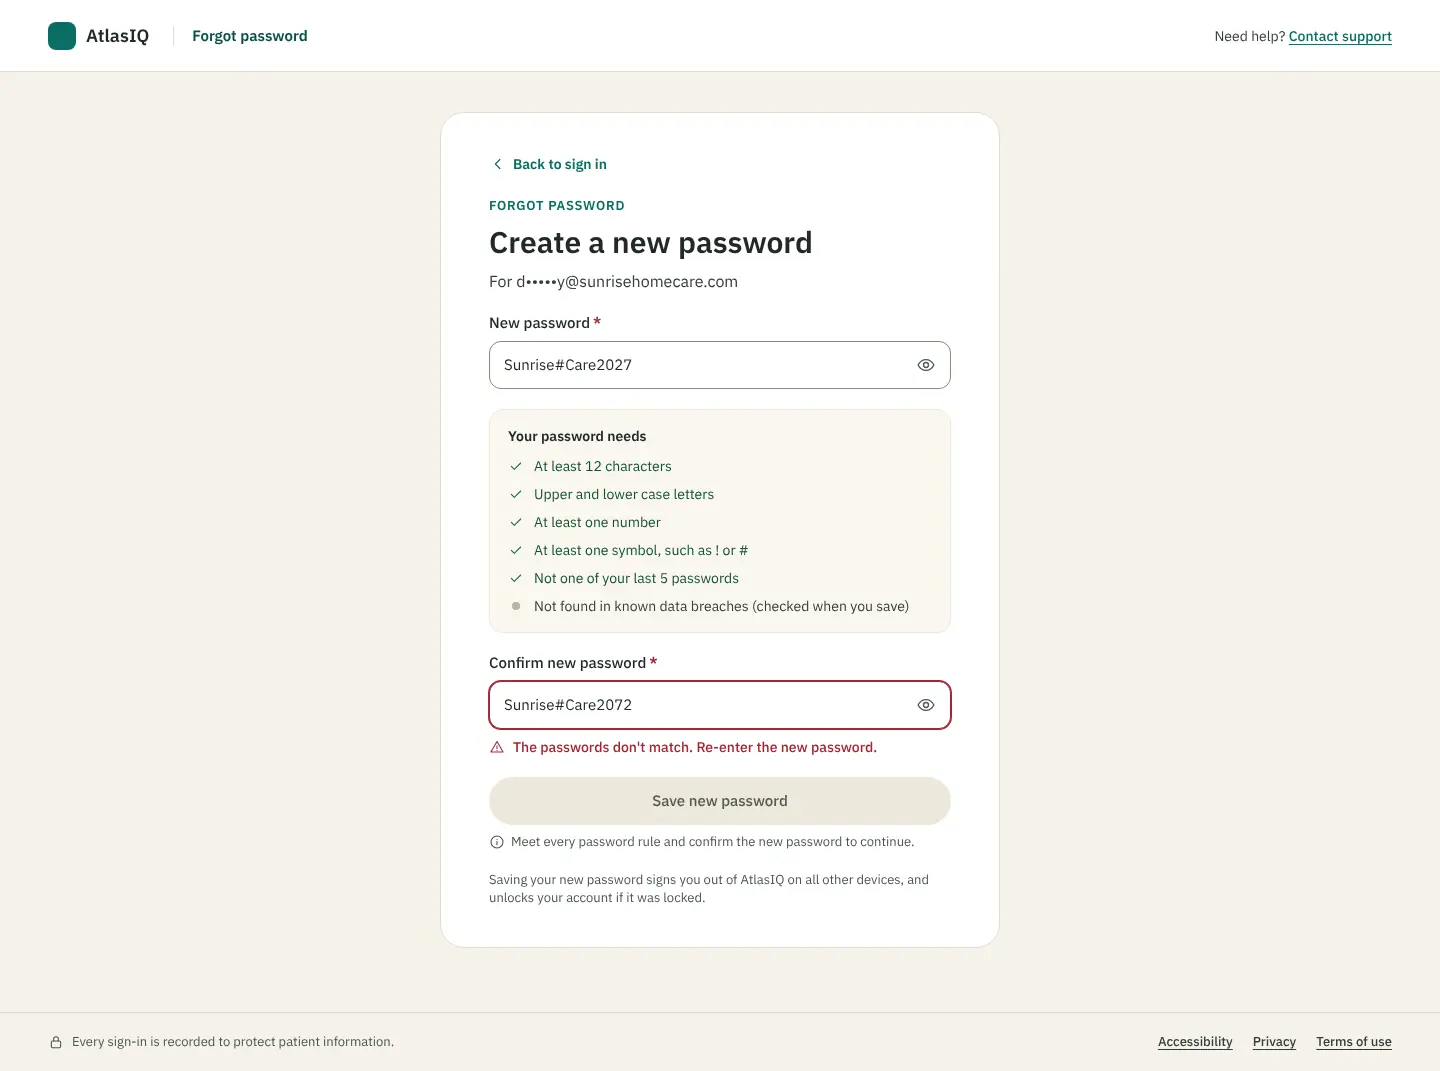 AtlasIQ
Forgot password
Need help? Contact support
Back to sign in
FORGOT PASSWORD
Create a new password
For d•••••y@sunrisehomecare.com
New password *
Sunrise#Care2027
Your password needs
At least 12 characters
Upper and lower case letters
At least one number
At least one symbol, such as ! or #
Not one of your last 5 passwords
Not found in known data breaches (checked when you save)
Confirm new password *
Sunrise#Care2072
The passwords don't match. Re-enter the new password.
Save new password
Meet every password rule and confirm the new password to continue.
Saving your new password signs you out of AtlasIQ on all other devices, and
unlocks your account if it was locked.
Every sign-in is recorded to protect patient information.
Accessibility
Privacy
Terms of use